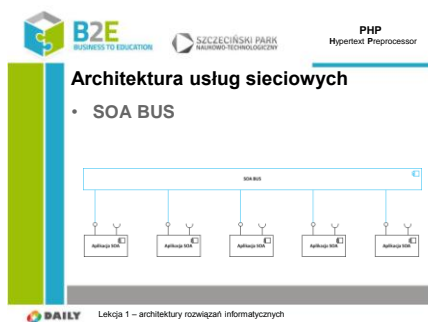 B2E
BUSINESS TO EDUCATION
SZCZECIŃSKI PARK
NAUKOWO-TECHNOLOGICZNY
PHP
Hypertext Preprocessor
Architektura usług sieciowych
• SOA BUS
SOA BUS
Aplikacja SOA
Aplikacja SOA
Aplikacja SOA
Aplikacja SOA
Aplikacja SOA
DAILY
Lekcja 1 – architektury rozwiązań informatycznych